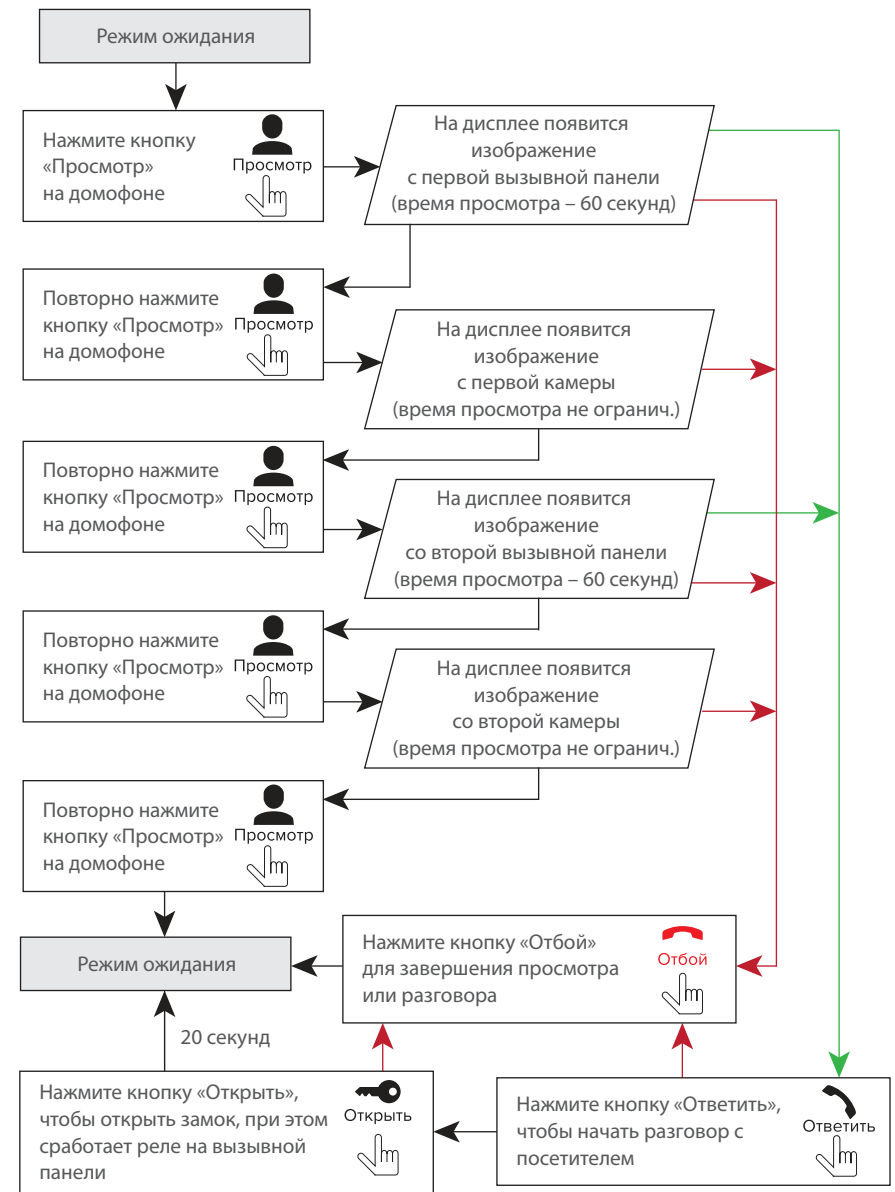 Режим ожидания
Нажмите кнопку
«Просмотр»
на домофоне
Просмотр
На дисплее появится
изображение
с первой вызывной панели
(время просмотра – 60 секунд)
Повторно нажмите
кнопку «Просмотр»
на домофоне
Просмотр
На дисплее появится
изображение
с первой камеры
(время просмотра не огранич.)
Повторно нажмите
кнопку «Просмотр»
на домофоне
Просмотр
На дисплее появится
изображение
со второй вызывной панели
(время просмотра – 60 секунд)
Повторно нажмите
кнопку «Просмотр»
на домофоне
Просмотр
На дисплее появится
изображение
со второй камеры
(время просмотра не огранич.)
Повторно нажмите
кнопку «Просмотр»
на домофоне
Просмотр
Режим ожидания
Нажмите кнопку «Отбой»
для завершения просмотра
или разговора
Отбой
20 секунд
Нажмите кнопку «Открыть»,
чтобы открыть замок, при этом
сработает реле на вызывной
панели
Открыть
Нажмите кнопку «Ответить»,
чтобы начать разговор с
посетителем
Ответить